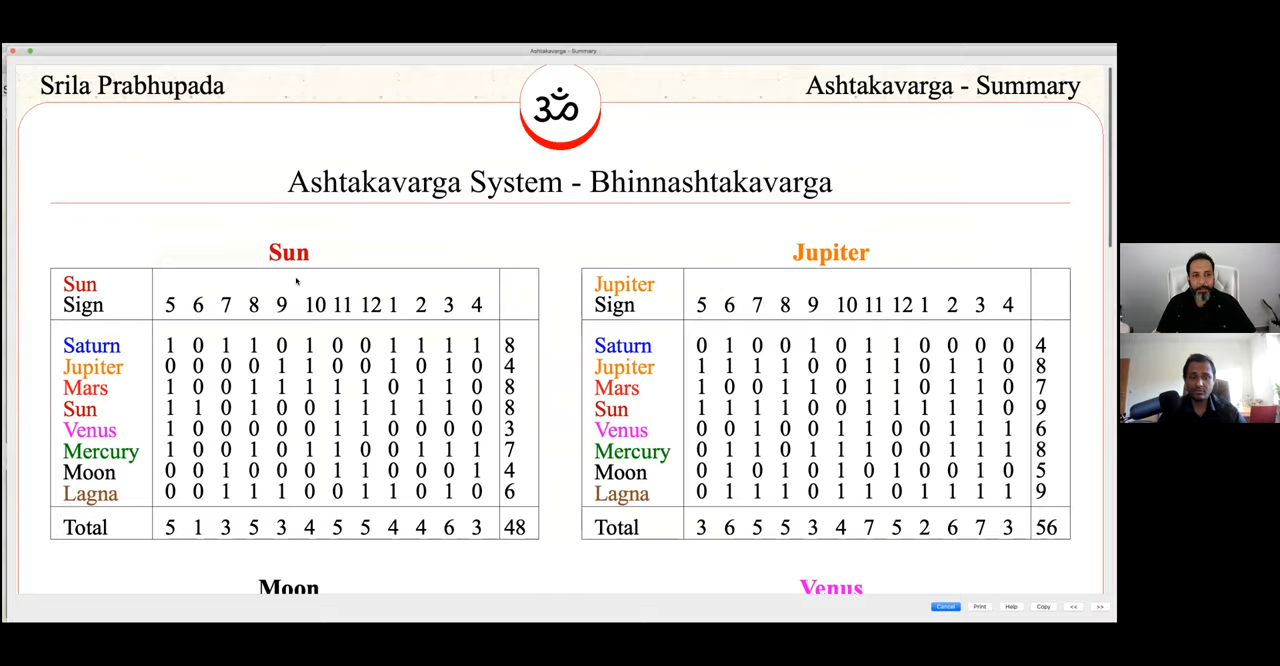 Ashtakavarga - Summary
Srila Prabhupada
ॐ
Ashtakavarga - Summary
Ashtakavarga System - Bhinnashtakavarga
Sun
Sun
Sign 5 6 7 8 9 10 11 12 1 2 3 4
Saturn 1 0 1 1 0 1 0 0 1 1 1 1 8
Jupiter 0 0 0 0 1 1 0 0 1 0 1 0 4
Mars 1 0 0 1 1 1 1 1 0 1 1 0 8
Sun 1 1 0 1 0 0 1 1 1 1 1 0 8
Venus 1 0 0 0 0 0 1 1 0 0 0 0 3
Mercury 1 0 0 1 0 1 1 0 0 1 1 1 7
Moon 0 0 1 0 0 0 1 1 0 0 0 1 4
Lagna 0 0 1 1 1 0 0 1 1 0 1 0 6
Total 5 1 3 5 3 4 5 5 4 4 6 3 48
Jupiter
Jupiter
Sign 5 6 7 8 9 10 11 12 1 2 3 4
Saturn 0 1 0 0 1 0 1 1 0 0 0 0 4
Jupiter 1 1 1 1 0 0 1 1 0 1 1 0 8
Mars 1 0 0 1 1 0 1 1 0 1 1 0 7
Sun 1 1 1 1 0 0 1 1 1 1 1 0 9
Venus 0 0 1 0 0 1 1 0 0 1 1 1 6
Mercury 0 1 1 0 1 1 1 0 0 1 1 1 8
Moon 0 1 0 1 0 1 0 1 0 0 1 0 5
Lagna 0 1 1 1 0 1 1 0 1 1 1 1 9
Total 3 6 5 5 3 4 7 5 2 6 7 3 56
Moon
Venus
Cancel Print Help Copy << >>